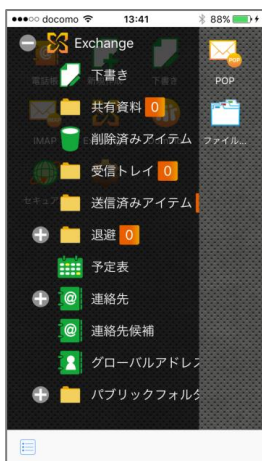 docomo 13:41 88%
Exchange
下書き
POP
共有資料 0
削除済みアイテム
ファイル...
IMAP
受信トレイ 0
送信済みアイテム
退避 0
予定表
連絡先
連絡先候補
グローバルアドレス
パブリックフォルダ